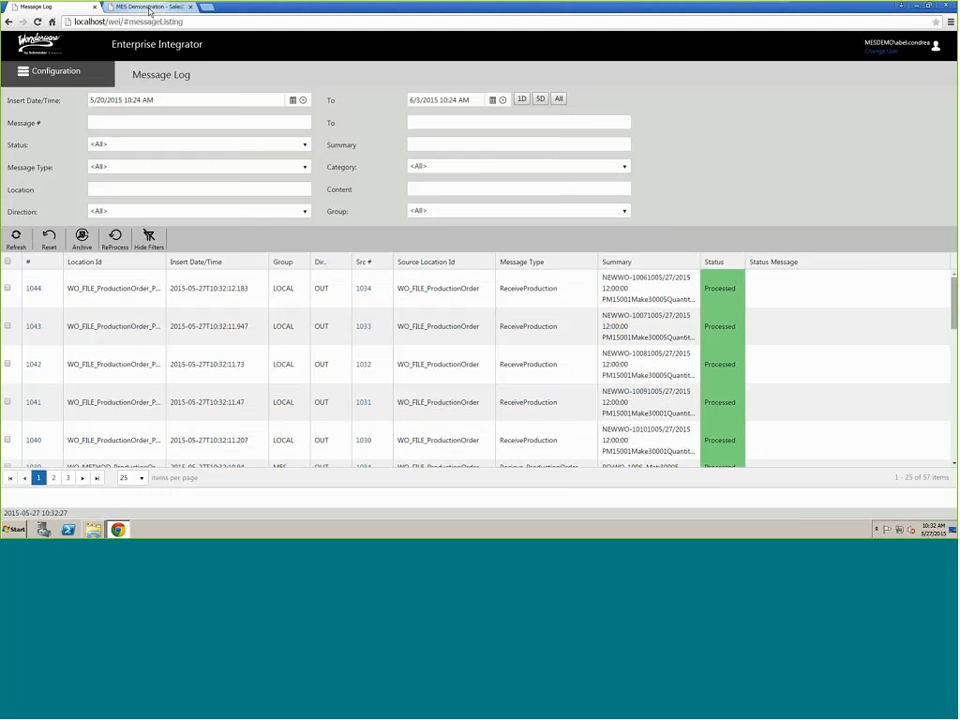 Message Log
MES Demonstration - Select
localhost/wei/#messageListing
Wonderware
by Schneider Electric
Enterprise Integrator
MESDEMO\abel.condrea
Change User
Configuration
Message Log
Insert Date/Time: 5/20/2015 10:24 AM To 6/3/2015 10:24 AM 1D 5D All
Message # To
Status: <All> Summary
Message Type: <All> Category: <All>
Location Content
Direction: <All> Group: <All>
Refresh Reset Archive ReProcess Hide Filters
# Location Id Insert Date/Time Group Dir.. Src # Source Location Id Message Type Summary Status Status Message
NEWWO-10061005/27/2015
1044 WO_FILE_ProductionOrder_P... 2015-05-27T10:32:12.183 LOCAL OUT 1034 WO_FILE_ProductionOrder ReceiveProduction 12:00:00 Processed
PM15001Make30005Quantit...
NEWWO-10071005/27/2015
1043 WO_FILE_ProductionOrder_P... 2015-05-27T10:32:11.947 LOCAL OUT 1033 WO_FILE_ProductionOrder ReceiveProduction 12:00:00 Processed
PM15001Make30005Quantit...
NEWWO-10081005/27/2015
1042 WO_FILE_ProductionOrder_P... 2015-05-27T10:32:11.73 LOCAL OUT 1032 WO_FILE_ProductionOrder ReceiveProduction 12:00:00 Processed
PM15001Make30005Quantit...
NEWWO-10091005/27/2015
1041 WO_FILE_ProductionOrder_P... 2015-05-27T10:32:11.47 LOCAL OUT 1031 WO_FILE_ProductionOrder ReceiveProduction 12:00:00 Processed
PM15001Make30001Quantit...
NEWWO-10101005/27/2015
1040 WO_FILE_ProductionOrder_P... 2015-05-27T10:32:11.207 LOCAL OUT 1030 WO_FILE_ProductionOrder ReceiveProduction 12:00:00 Processed
PM15001Make30001Quantit...
1 2 3 25 items per page 1 - 25 of 57 items
2015-05-27 10:32:27
Start
10:32 AM
5/27/2015